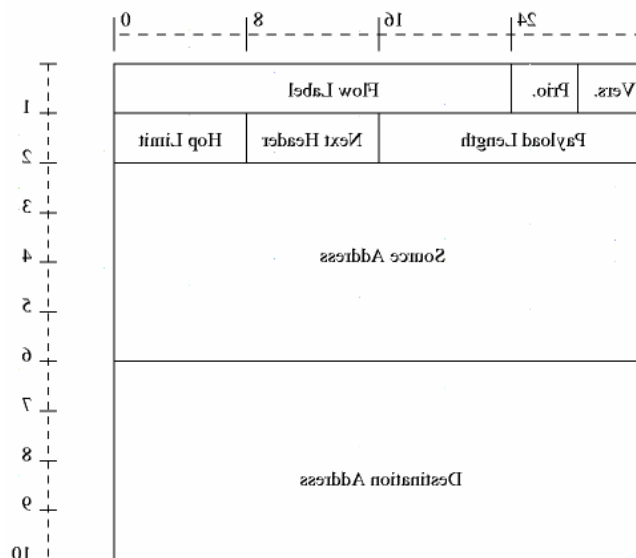 24 16 8 0
Vers. Prio. Flow Label
1
Payload Length Next Header Hop Limit
2
3
Source Address
4
5
6
7
8
Destination Address
9
10